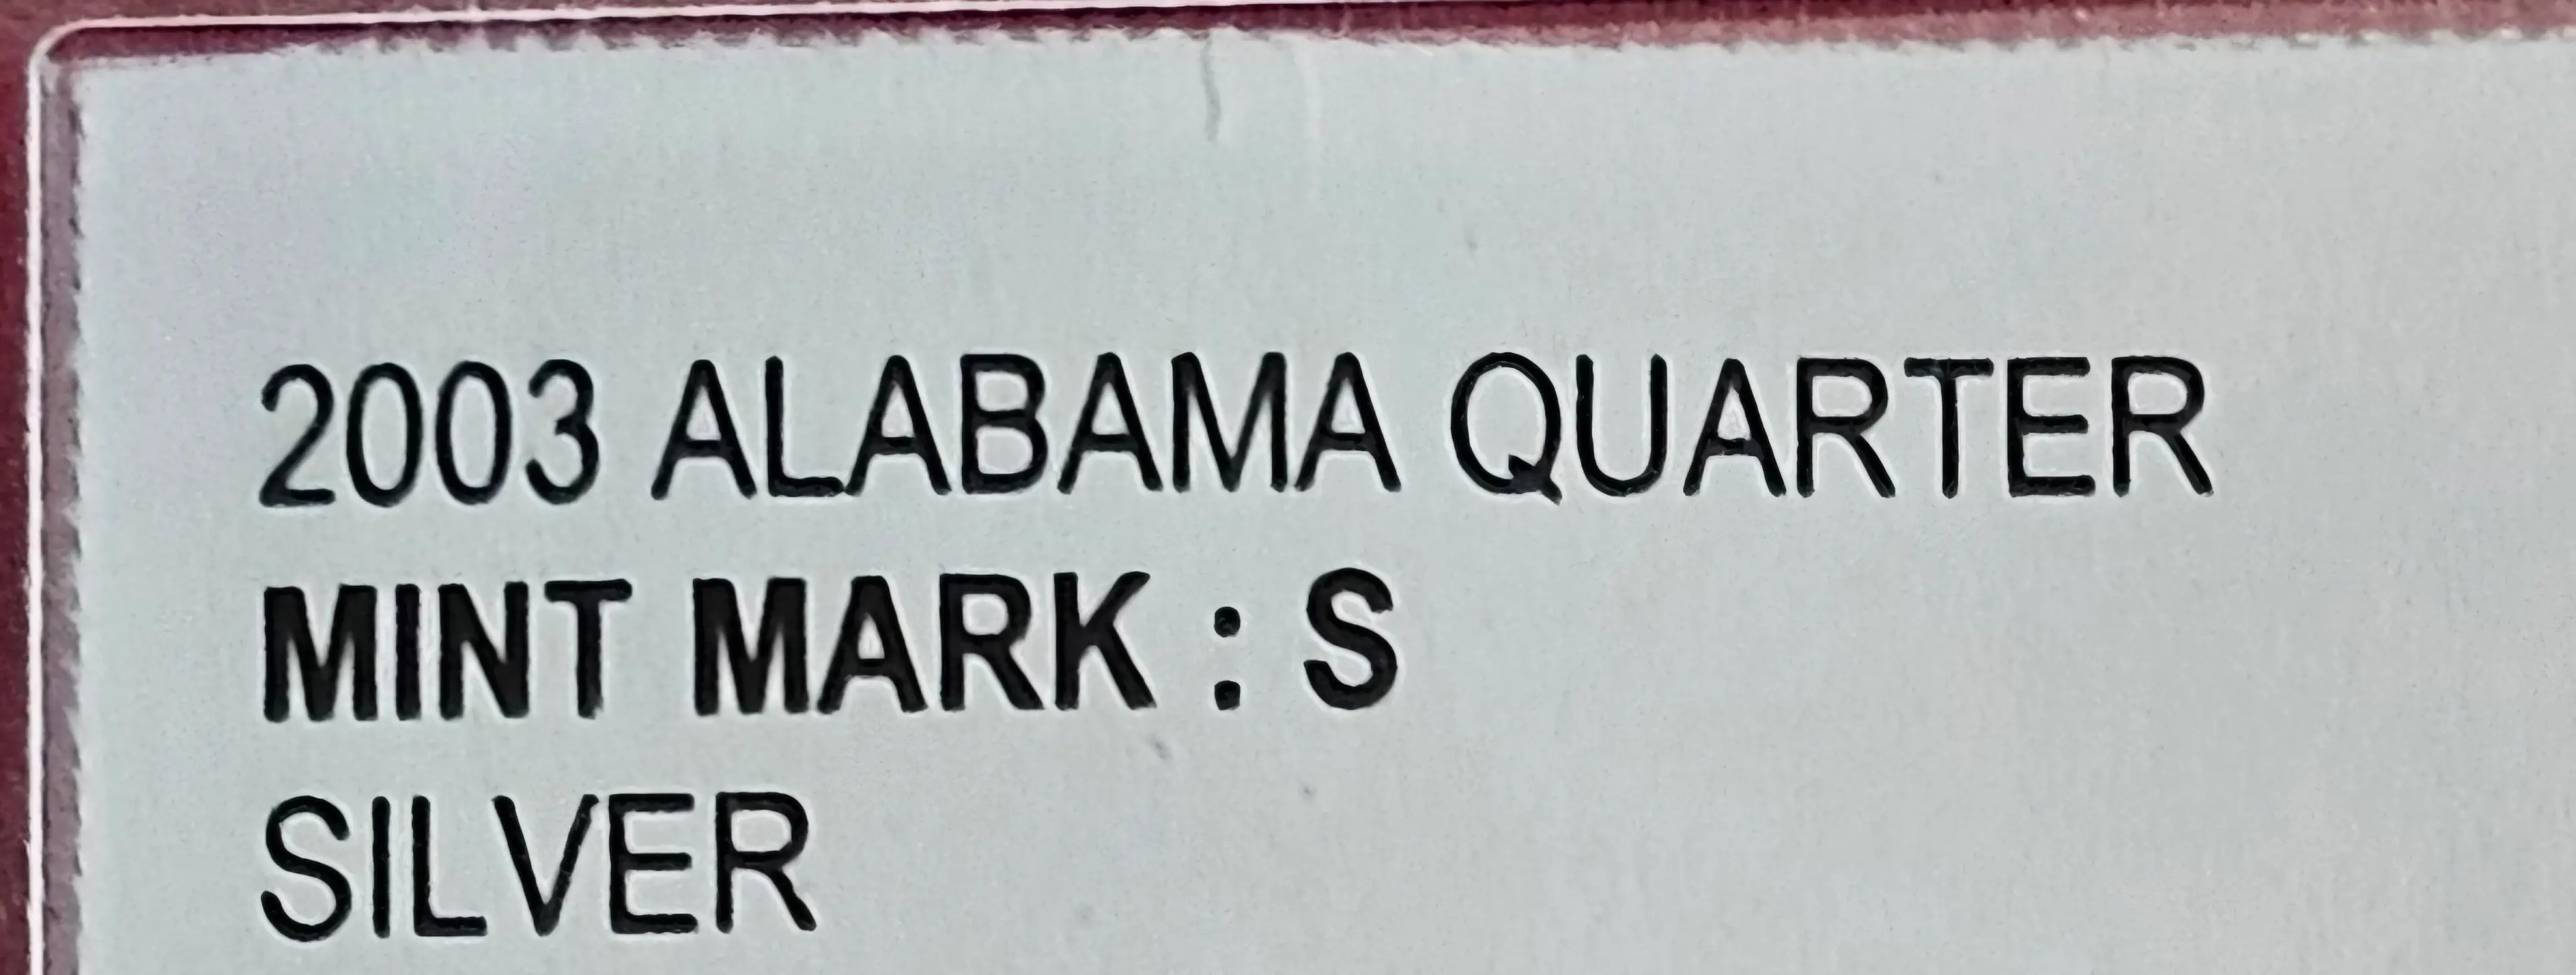 2003 ALABAMA QUARTER
MINT MARK : S
SILVER